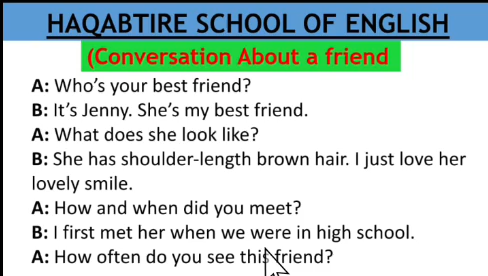 HAQABTIRE SCHOOL OF ENGLISH
(Conversation About a friend
A: Who's your best friend?
B: It's Jenny. She's my best friend.
A: What does she look like?
B: She has shoulder-length brown hair. I just love her
lovely smile.
A: How and when did you meet?
B: I first met her when we were in high school.
A: How often do you see this friend?